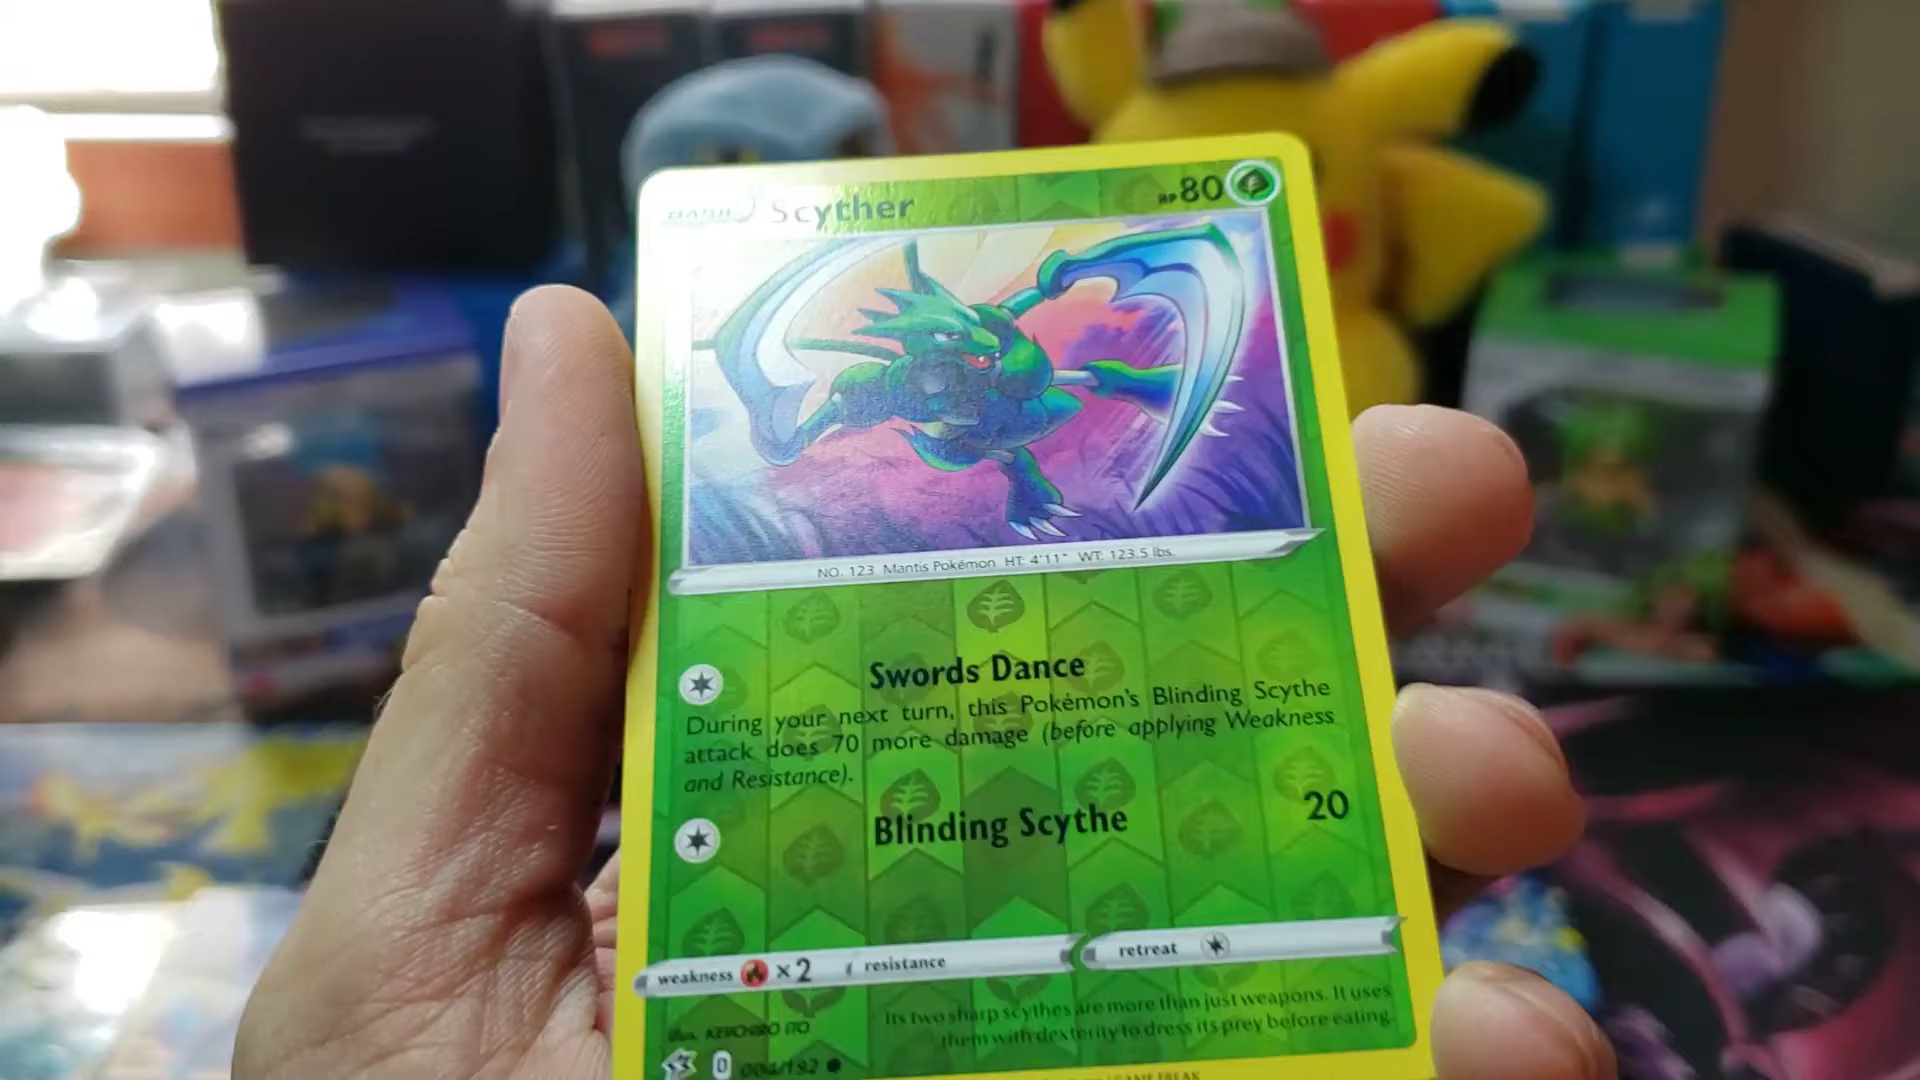 BASIC Scyther HP 80
NO. 123 Mantis Pokémon HT: 4'11" WT: 123.5 lbs.
Swords Dance
During your next turn, this Pokémon's Blinding Scythe
attack does 70 more damage (before applying Weakness
and Resistance).
Blinding Scythe 20
weakness ×2 resistance retreat
Its two sharp scythes are more than just weapons. It uses
them with dexterity to dress its prey before eating.
Illus. KEIICHIRO ITO
D 004/192
GAME FREAK